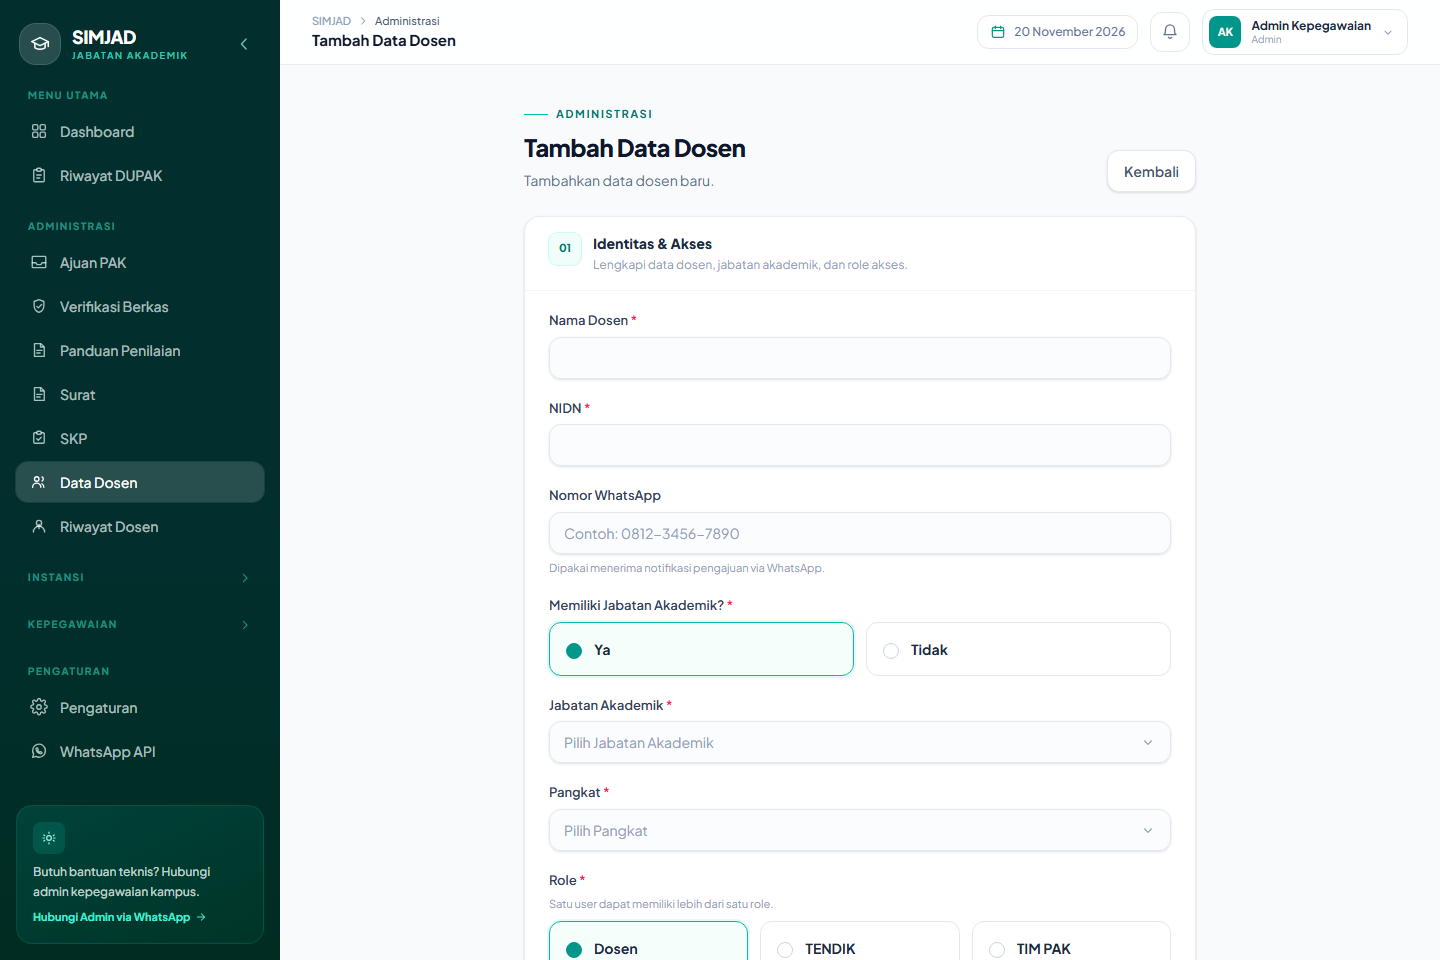 SIMJAD
JABATAN AKADEMIK
MENU UTAMA
Dashboard
Riwayat DUPAK
ADMINISTRASI
Ajuan PAK
Verifikasi Berkas
Panduan Penilaian
Surat
SKP
Data Dosen
Riwayat Dosen
INSTANSI
KEPEGAWAIAN
PENGATURAN
Pengaturan
WhatsApp API
Butuh bantuan teknis? Hubungi
admin kepegawaian kampus.
Hubungi Admin via WhatsApp →
SIMJAD > Administrasi
Tambah Data Dosen
20 November 2026
AK
Admin Kepegawaian
Admin
ADMINISTRASI
Tambah Data Dosen
Tambahkan data dosen baru.
Kembali
01
Identitas & Akses
Lengkapi data dosen, jabatan akademik, dan role akses.
Nama Dosen *
NIDN *
Nomor WhatsApp
Contoh: 0812-3456-7890
Dipakai menerima notifikasi pengajuan via WhatsApp.
Memiliki Jabatan Akademik? *
Ya
Tidak
Jabatan Akademik *
Pilih Jabatan Akademik
Pangkat *
Pilih Pangkat
Role *
Satu user dapat memiliki lebih dari satu role.
Dosen
TENDIK
TIM PAK